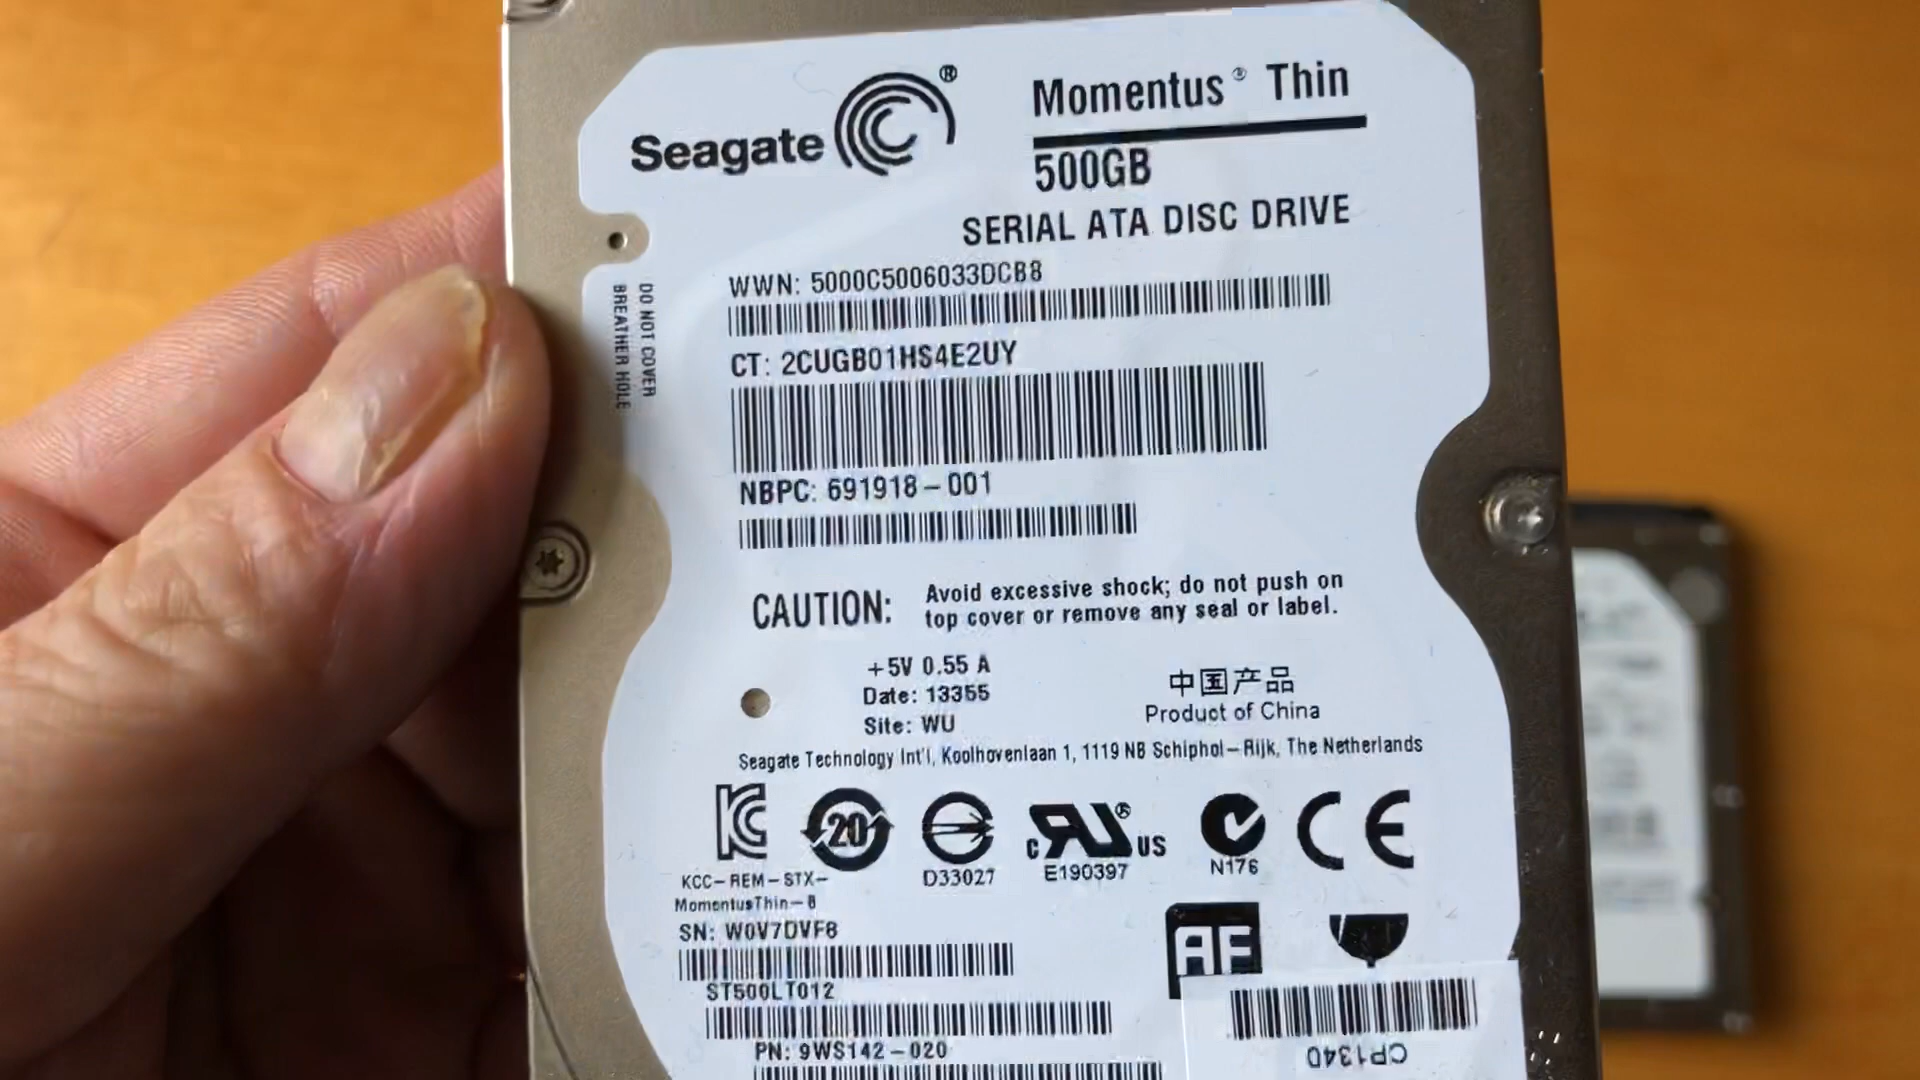 Seagate®
Momentus® Thin
500GB
SERIAL ATA DISC DRIVE
DO NOT COVER
BREATHER HOLE
WWN: 5000C5006033DCB8
CT: 2CUGB01HS4E2UY
NBPC: 691918-001
CAUTION: Avoid excessive shock; do not push on
top cover or remove any seal or label.
+5V 0.55 A
Date: 13355
Site: WU
中国产品
Product of China
Seagate Technology Int'l, Koolhovenlaan 1, 1119 NB Schiphol-Rijk, The Netherlands
20
D33027
c US ®
E190397
N176
CE
KCC-REM-STX-
MomentusThin-8
SN: W0V7DVF8
AF
ST500LT012
PN: 9WS142-020
CP1340